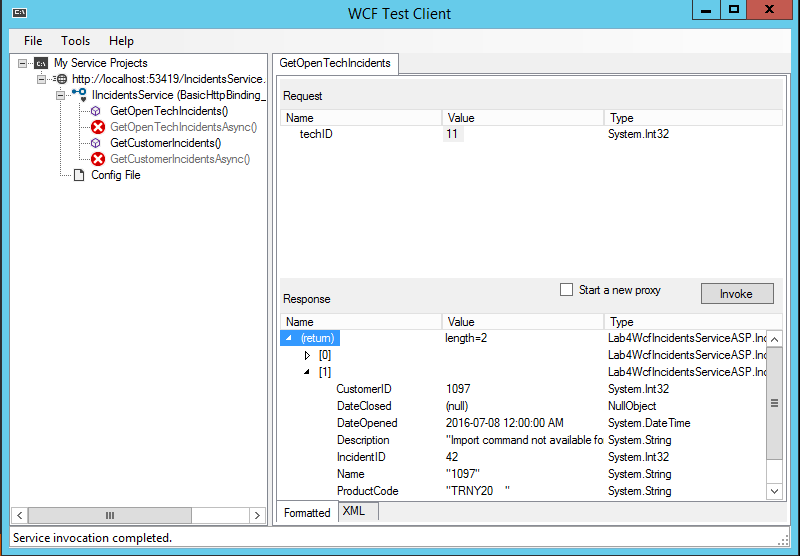 WCF Test Client
File Tools Help
My Service Projects
http://localhost:53419/IncidentsService.
IIncidentsService (BasicHttpBinding_
GetOpenTechIncidents()
GetOpenTechIncidentsAsync()
GetCustomerIncidents()
GetCustomerIncidentsAsync()
Config File
GetOpenTechIncidents
Request
Name Value Type
techID 11 System.Int32
Response
Start a new proxy
Invoke
Name Value Type
(return) length=2 Lab4WcfIncidentsServiceASP.Inc
[0] Lab4WcfIncidentsServiceASP.Inc
[1] Lab4WcfIncidentsServiceASP.Inc
CustomerID 1097 System.Int32
DateClosed (null) NullObject
DateOpened 2016-07-08 12:00:00 AM System.DateTime
Description "Import command not available fo System.String
IncidentID 42 System.Int32
Name "1097" System.String
ProductCode "TRNY20    " System.String
Formatted XML
Service invocation completed.